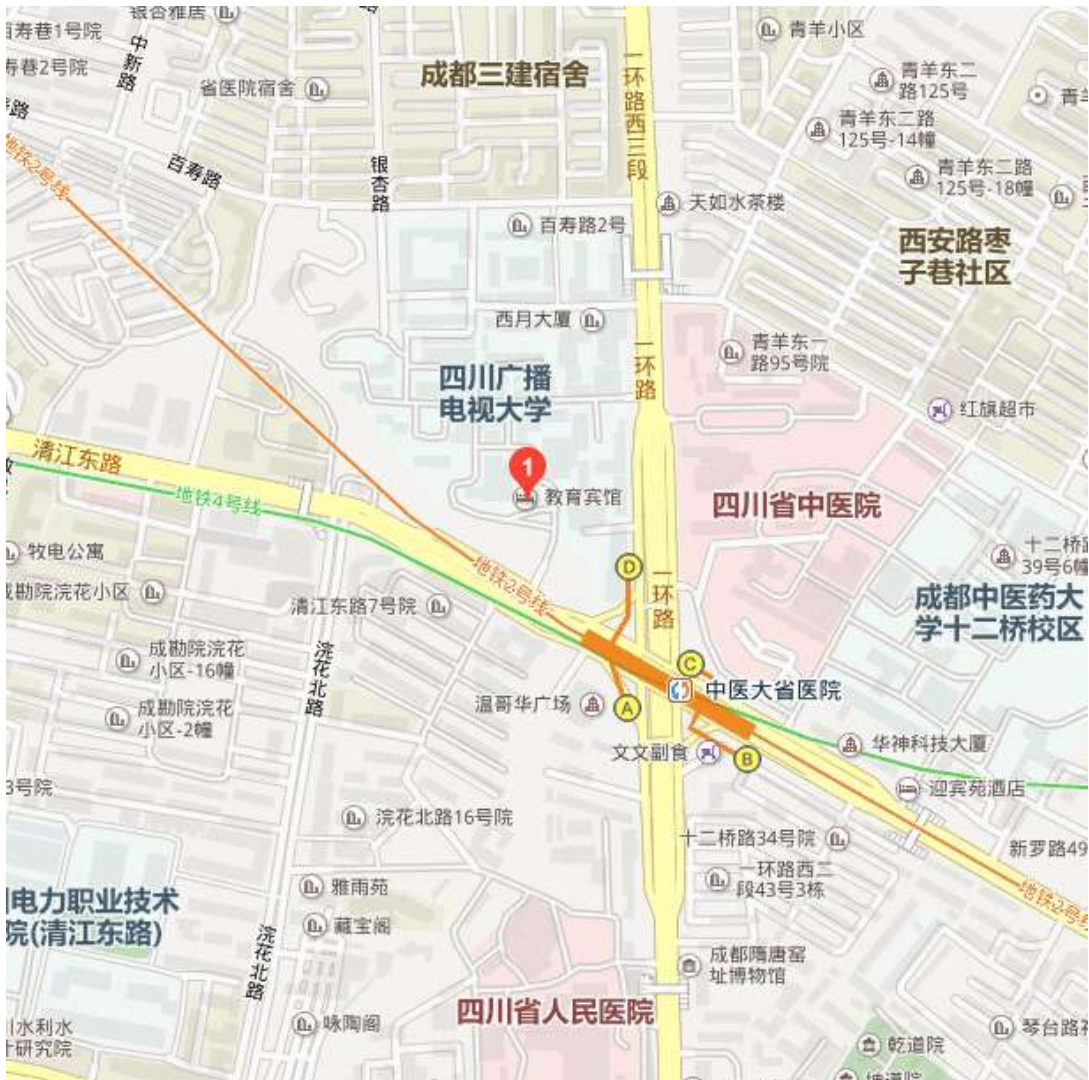 银杏雅居
百寿巷1号院
中新路
寿巷2号院
省医院宿舍
成都三建宿舍
一环路西三段
青羊小区
青羊东二
路125号
青羊东二路
125号-14幢
青羊东二路
125号-18幢
地铁2号线
百寿路
银杏路
天如水茶楼
百寿路2号
西安路枣
子巷社区
西月大厦
一环路
青羊东一
路95号院
四川广播
电视大学
红旗超市
清江东路
地铁4号线
1
教育宾馆
四川省中医院
牧电公寓
十二桥路
39号6幢
成勘院浣花小区
清江东路7号院
地铁2号线
D
一环路
成都中医药大
学十二桥校区
成勘院浣花
小区-16幢
浣花北路
C
中医大省医院
成勘院浣花
小区-2幢
温哥华广场
A
文文副食
B
华神科技大厦
3号院
迎宾苑酒店
浣花北路16号院
十二桥路34号院
新罗路49
一环路西二
段43号3栋
地铁2号线
电力职业技术
院(清江东路)
雅雨苑
藏宝阁
浣花北路
成都隋唐窑
址博物馆
四川省人民医院
水利水
研究院
咏陶阁
乾道院
琴台路
坤道院